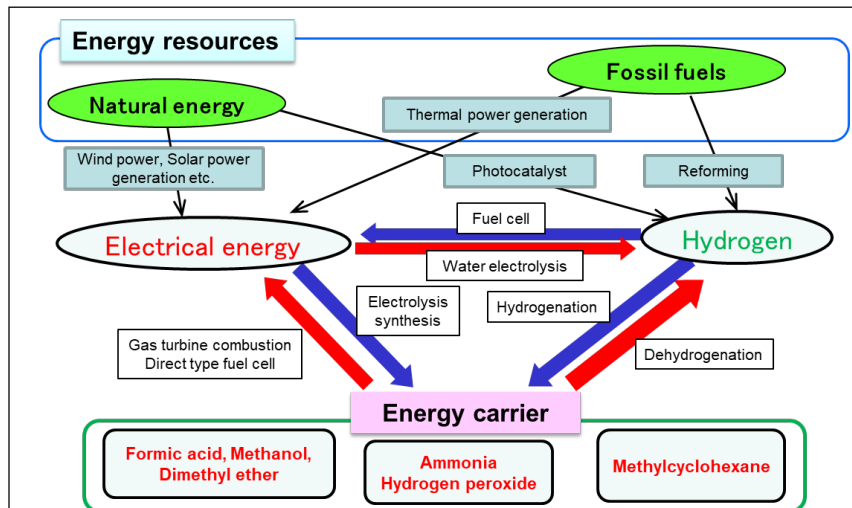 Energy resources
Fossil fuels
Natural energy
Thermal power generation
Wind power, Solar power
generation etc.
Photocatalyst
Reforming
Fuel cell
Electrical energy
Hydrogen
Water electrolysis
Electrolysis
synthesis
Hydrogenation
Gas turbine combustion
Direct type fuel cell
Dehydrogenation
Energy carrier
Formic acid, Methanol,
Dimethyl ether
Ammonia
Hydrogen peroxide
Methylcyclohexane